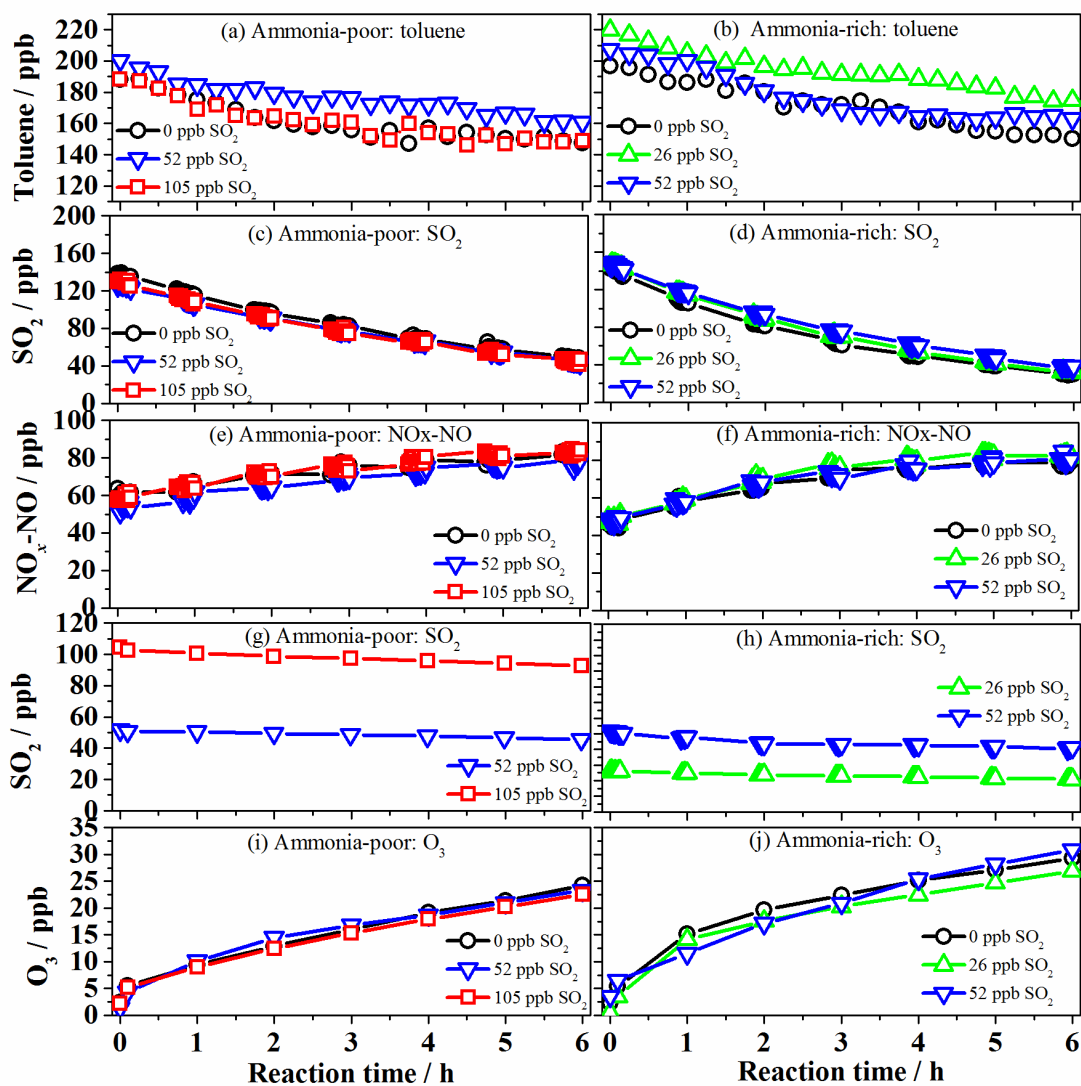 Toluene / ppb
220
200
180
160
140
120
(a) Ammonia-poor: toluene
0 ppb SO₂
52 ppb SO₂
105 ppb SO₂
(b) Ammonia-rich: toluene
0 ppb SO₂
26 ppb SO₂
52 ppb SO₂
SO₂ / ppb
200
160
120
80
40
0
(c) Ammonia-poor: SO₂
0 ppb SO₂
52 ppb SO₂
105 ppb SO₂
(d) Ammonia-rich: SO₂
0 ppb SO₂
26 ppb SO₂
52 ppb SO₂
NOₓ-NO / ppb
100
80
60
40
20
0
(e) Ammonia-poor: NOx-NO
0 ppb SO₂
52 ppb SO₂
105 ppb SO₂
(f) Ammonia-rich: NOx-NO
0 ppb SO₂
26 ppb SO₂
52 ppb SO₂
SO₂ / ppb
120
100
80
60
40
20
0
(g) Ammonia-poor: SO₂
52 ppb SO₂
105 ppb SO₂
(h) Ammonia-rich: SO₂
26 ppb SO₂
52 ppb SO₂
O₃ / ppb
35
30
25
20
15
10
5
0
(i) Ammonia-poor: O₃
0 ppb SO₂
52 ppb SO₂
105 ppb SO₂
(j) Ammonia-rich: O₃
0 ppb SO₂
26 ppb SO₂
52 ppb SO₂
0 1 2 3 4 5 6
0 1 2 3 4 5 6
Reaction time / h
Reaction time / h